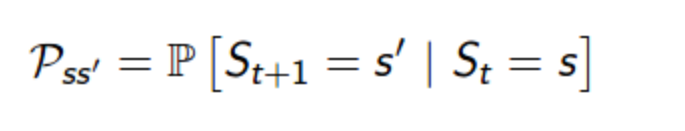 𝒫ₛₛ′ = ℙ [Sₜ₊₁ = s′ | Sₜ = s]